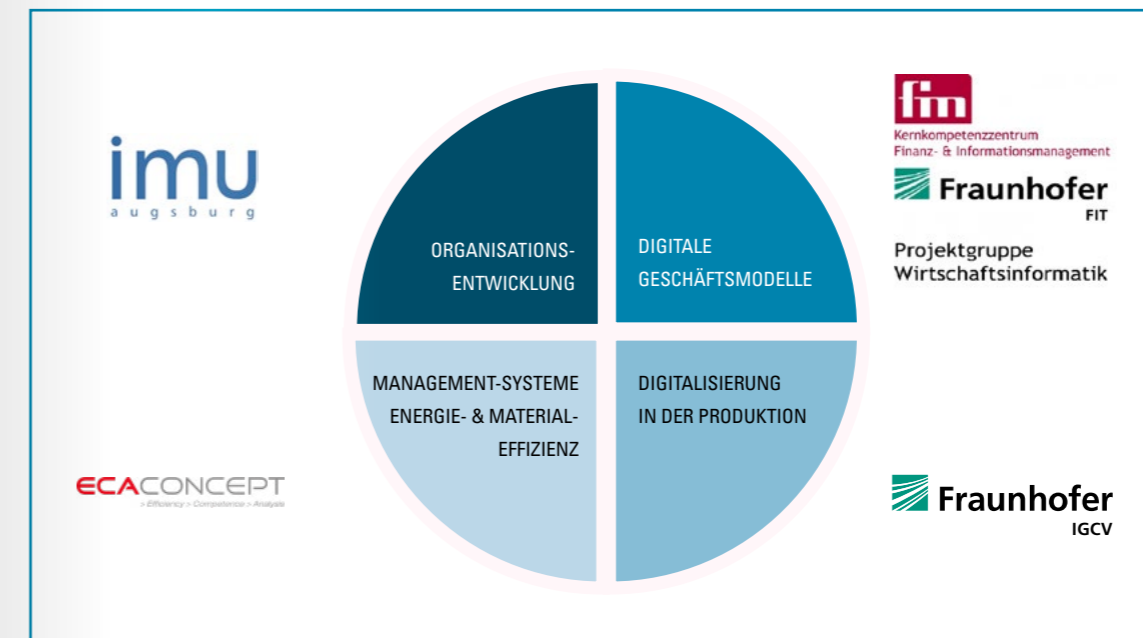 imu
augsburg
ORGANISATIONS-
ENTWICKLUNG
DIGITALE
GESCHÄFTSMODELLE
fim
Kernkompetenzzentrum
Finanz- & Informationsmanagement
Fraunhofer
FIT
Projektgruppe
Wirtschaftsinformatik
MANAGEMENT-SYSTEME
ENERGIE- & MATERIAL-
EFFIZIENZ
DIGITALISIERUNG
IN DER PRODUKTION
ECACONCEPT
> Efficiency > Competence > Analysis
Fraunhofer
IGCV